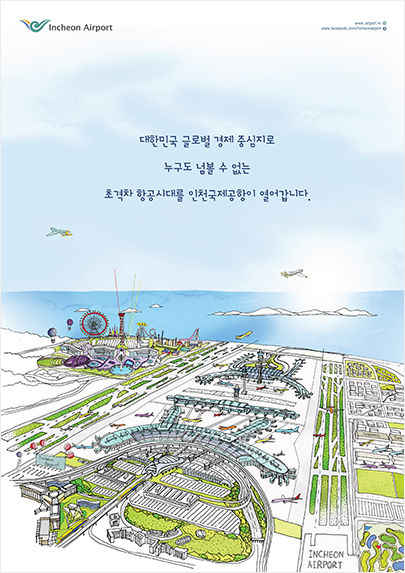 Incheon Airport
www.airport.kr
www.facebook.com/incheonairport
대한민국 글로벌 경제 중심지로
누구도 넘볼 수 없는
초격차 항공시대를 인천국제공항이 열어갑니다.
INCHEON
AIRPORT